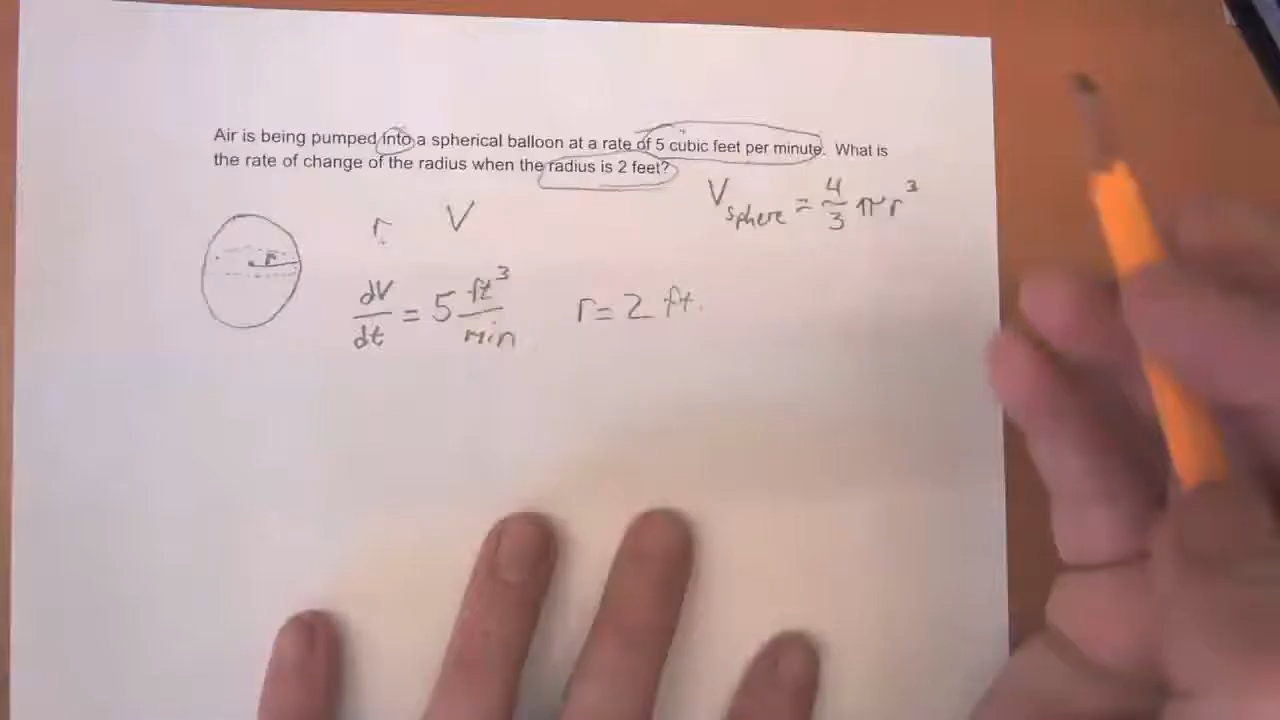 Air is being pumped into a spherical balloon at a rate of 5 cubic feet per minute. What is
the rate of change of the radius when the radius is 2 feet?
V sphere = 4/3 πr³
r V
r
dV/dt = 5 ft³/min r = 2 ft.